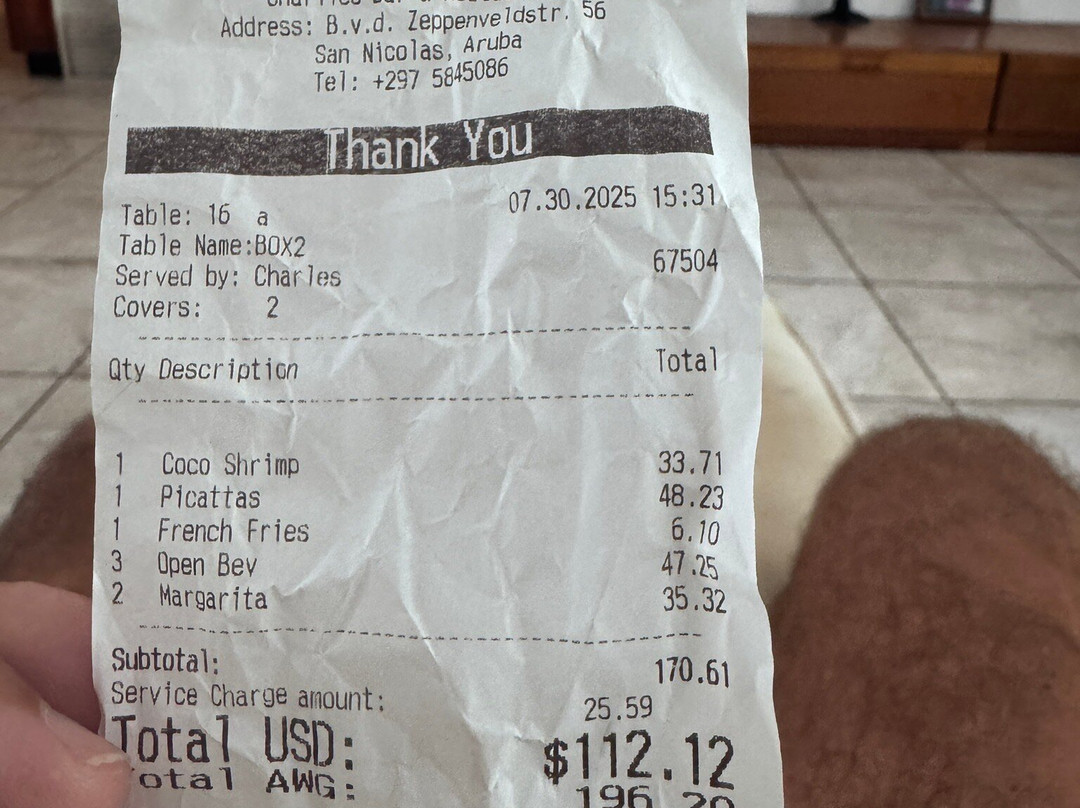 Address: B.v.d. Zeppenveldstr. 56
San Nicolas, Aruba
Tel: +297 5845086
Thank You
Table: 16 a 07.30.2025 15:31
Table Name:BOX2
Served by: Charles 67504
Covers: 2
Qty Description Total
1 Coco Shrimp 33.71
1 Picattas 48.23
1 French Fries 6.10
3 Open Bev 47.25
2 Margarita 35.32
Subtotal: 170.61
Service Charge amount: 25.59
Total USD: $112.12
Total AWG: 196.20